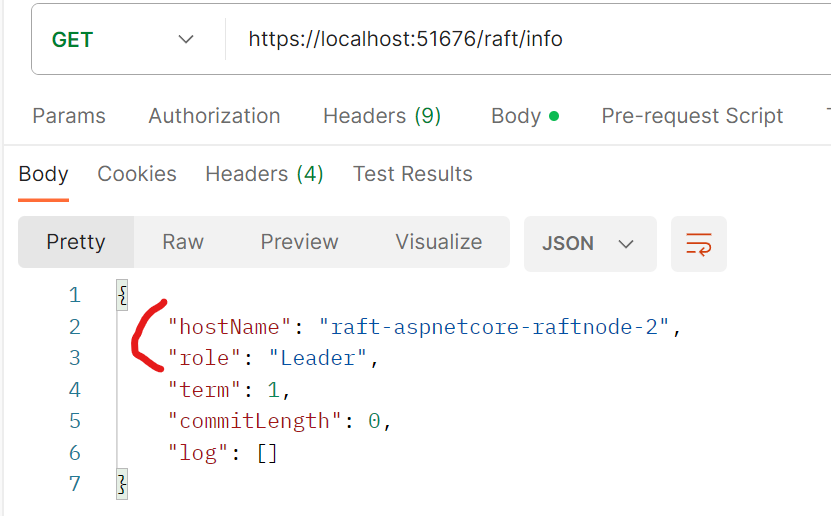 GET https://localhost:51676/raft/info
Params Authorization Headers (9) Body Pre-request Script
Body Cookies Headers (4) Test Results
Pretty Raw Preview Visualize JSON
1 {
2 "hostName": "raft-aspnetcore-raftnode-2",
3 "role": "Leader",
4 "term": 1,
5 "commitLength": 0,
6 "log": []
7 }